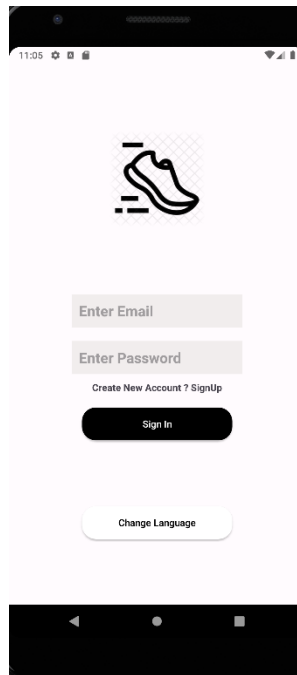 11:05
Enter Email
Enter Password
Create New Account ? SignUp
Sign In
Change Language